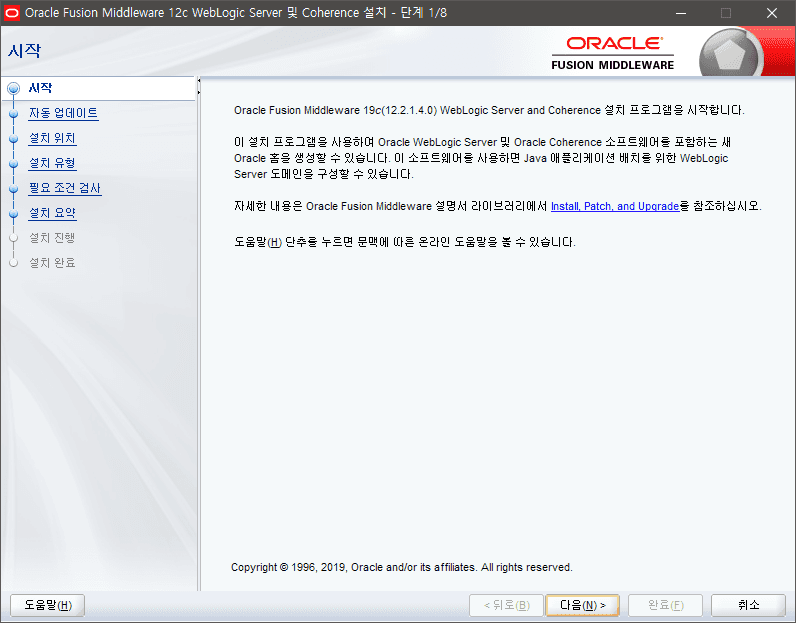 Oracle Fusion Middleware 12c WebLogic Server 및 Coherence 설치 - 단계 1/8
시작
ORACLE
FUSION MIDDLEWARE
시작
자동 업데이트
설치 위치
설치 유형
필요 조건 검사
설치 요약
설치 진행
설치 완료
Oracle Fusion Middleware 19c(12.2.1.4.0) WebLogic Server and Coherence 설치 프로그램을 시작합니다.
이 설치 프로그램을 사용하여 Oracle WebLogic Server 및 Oracle Coherence 소프트웨어를 포함하는 새
Oracle 홈을 생성할 수 있습니다. 이 소프트웨어를 사용하면 Java 애플리케이션 배치를 위한 WebLogic
Server 도메인을 구성할 수 있습니다.
자세한 내용은 Oracle Fusion Middleware 설명서 라이브러리에서 Install, Patch, and Upgrade를 참조하십시오.
도움말(H) 단추를 누르면 문맥에 따른 온라인 도움말을 볼 수 있습니다.
Copyright © 1996, 2019, Oracle and/or its affiliates. All rights reserved.
도움말(H)
< 뒤로(B)
다음(N) >
완료(F)
취소